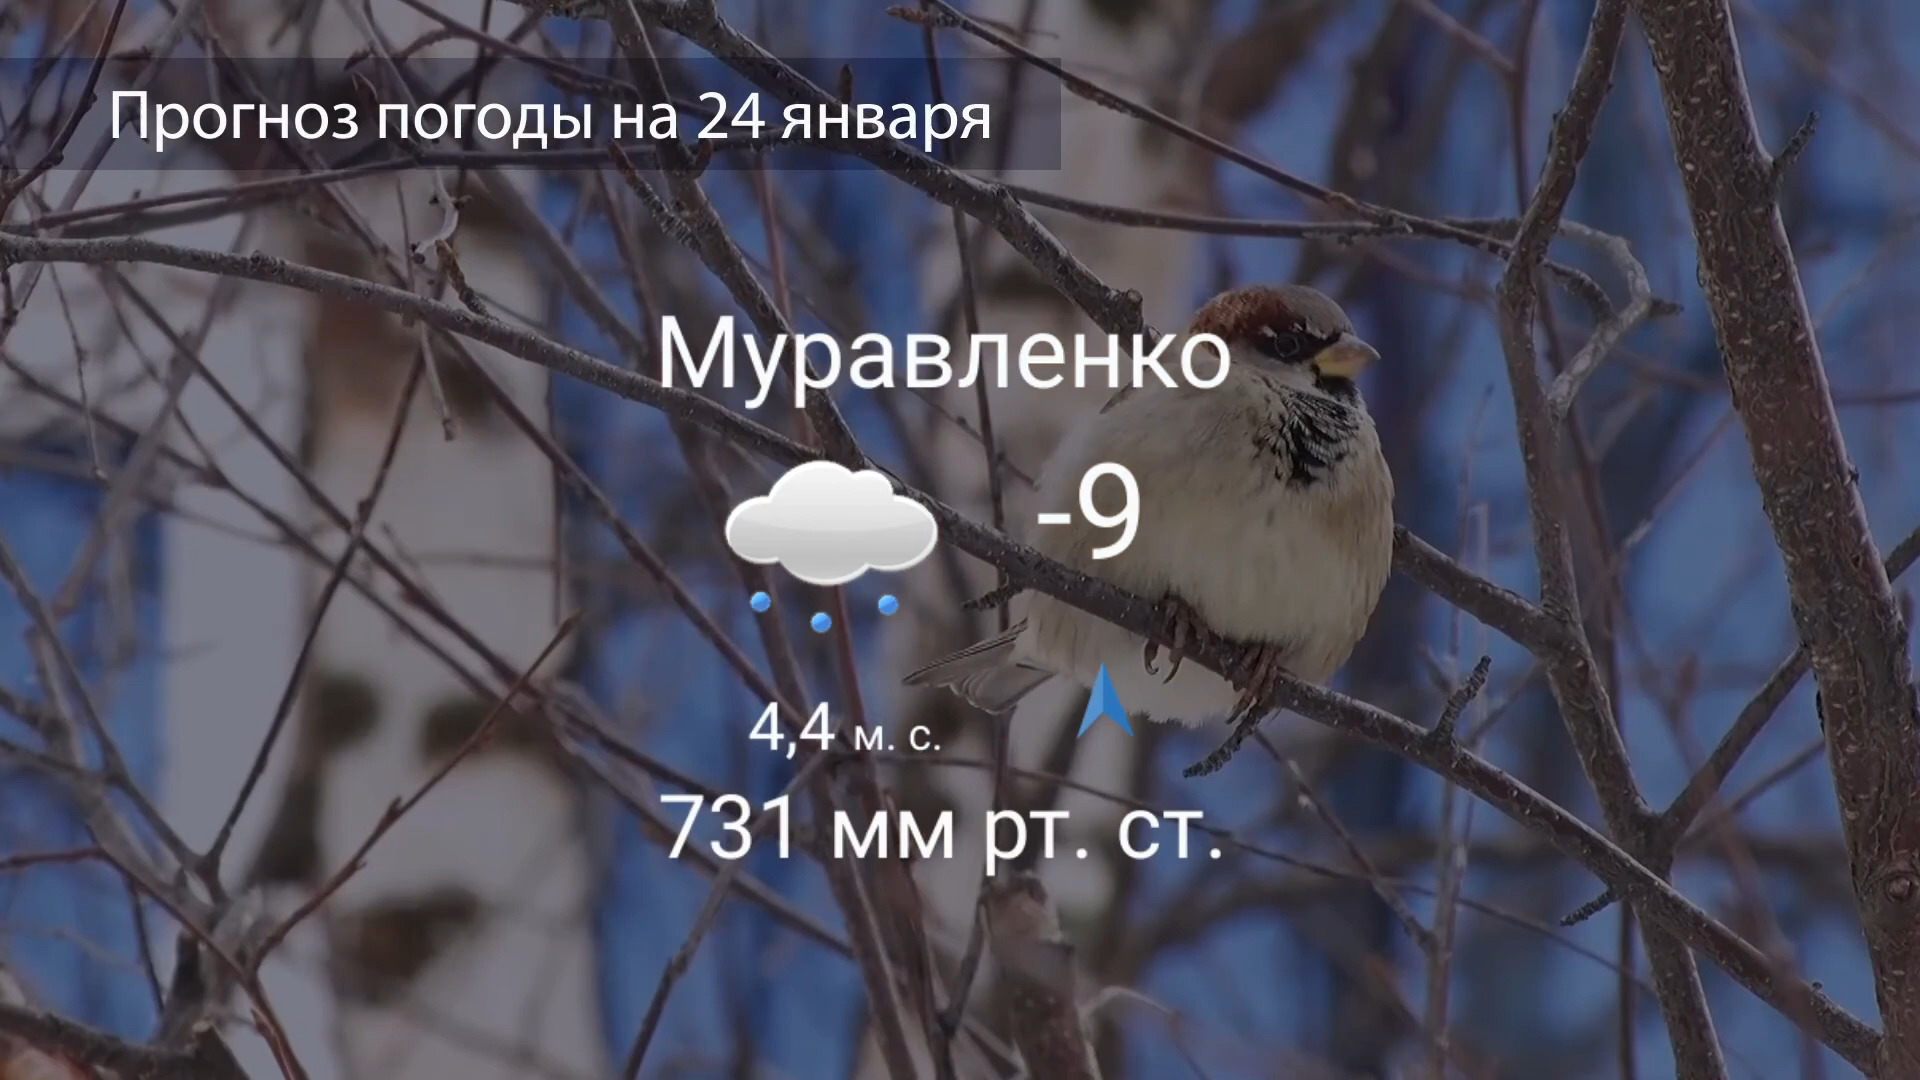 Прогноз погоды на 24 января
Муравленко
-9
4,4 м. с.
731 мм рт. ст.